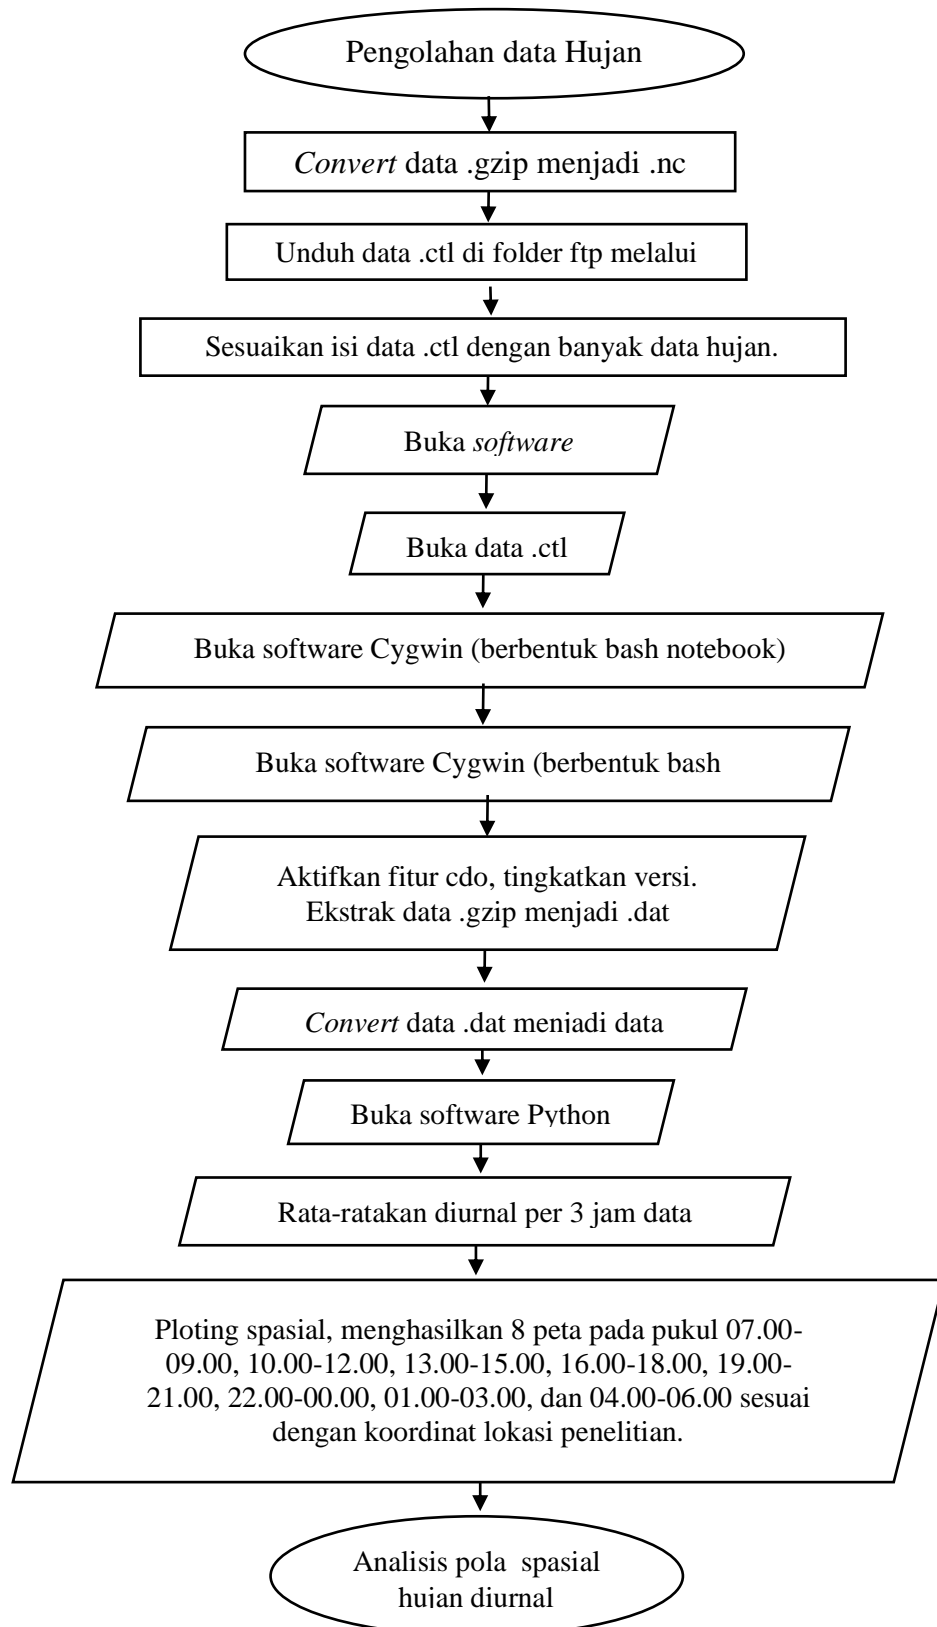 Pengolahan data Hujan
Convert data .gzip menjadi .nc
Unduh data .ctl di folder ftp melalui
Sesuaikan isi data .ctl dengan banyak data hujan.
Buka software
Buka data .ctl
Buka software Cygwin (berbentuk bash notebook)
Buka software Cygwin (berbentuk bash
Aktifkan fitur cdo, tingkatkan versi.
Ekstrak data .gzip menjadi .dat
Convert data .dat menjadi data
Buka software Python
Rata-ratakan diurnal per 3 jam data
Ploting spasial, menghasilkan 8 peta pada pukul 07.00-
09.00, 10.00-12.00, 13.00-15.00, 16.00-18.00, 19.00-
21.00, 22.00-00.00, 01.00-03.00, dan 04.00-06.00 sesuai
dengan koordinat lokasi penelitian.
Analisis pola  spasial
hujan diurnal